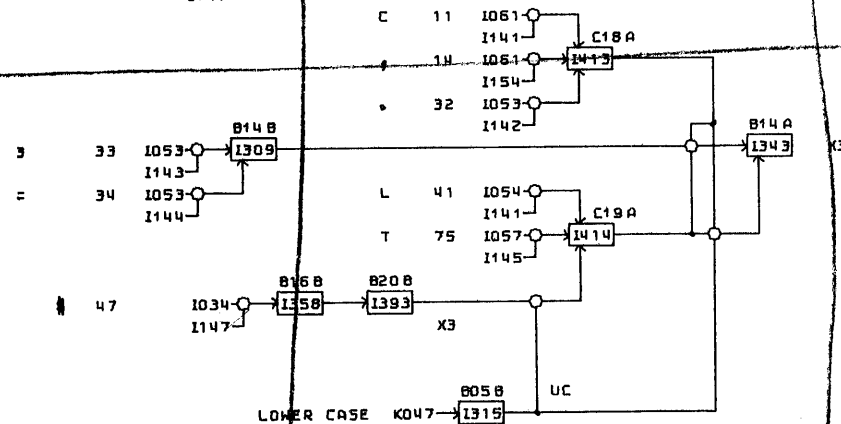 C 11 I061 C18A
I141
14 I061 I413
I154
. 32 I053
I142
B14B B14A
3 33 I053 I309 I343
I143
= 34 I053
I144
L 41 I054
I141 C19A
T 75 I057 I414
I145
B16B B20B
47 I034 I358 I393
I147 X3
B05B UC
LOWER CASE K047 I315